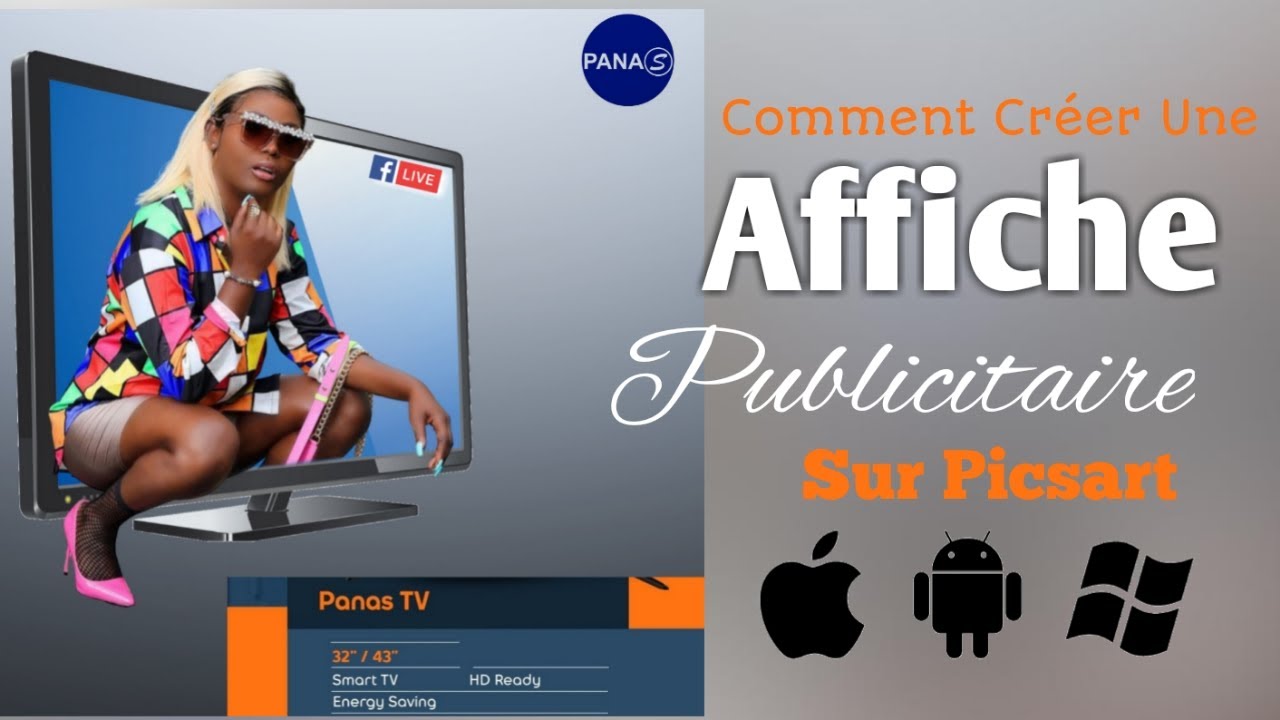 PANAS
f LIVE
Comment Créer Une
Affiche
Publicitaire
Sur Picsart
Panas TV
32" / 43"
Smart TV HD Ready
Energy Saving